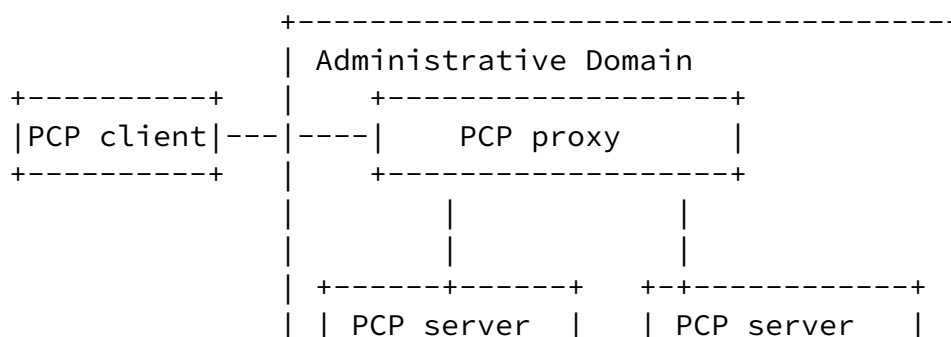 Administrative Domain
PCP client PCP proxy
PCP server PCP server